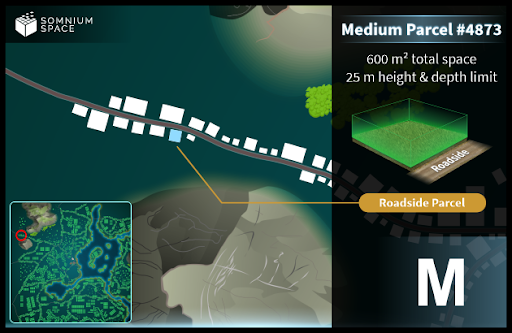 SOMNIUM
SPACE
Medium Parcel #4873
600 m² total space
25 m height & depth limit
Roadside
Roadside Parcel
M